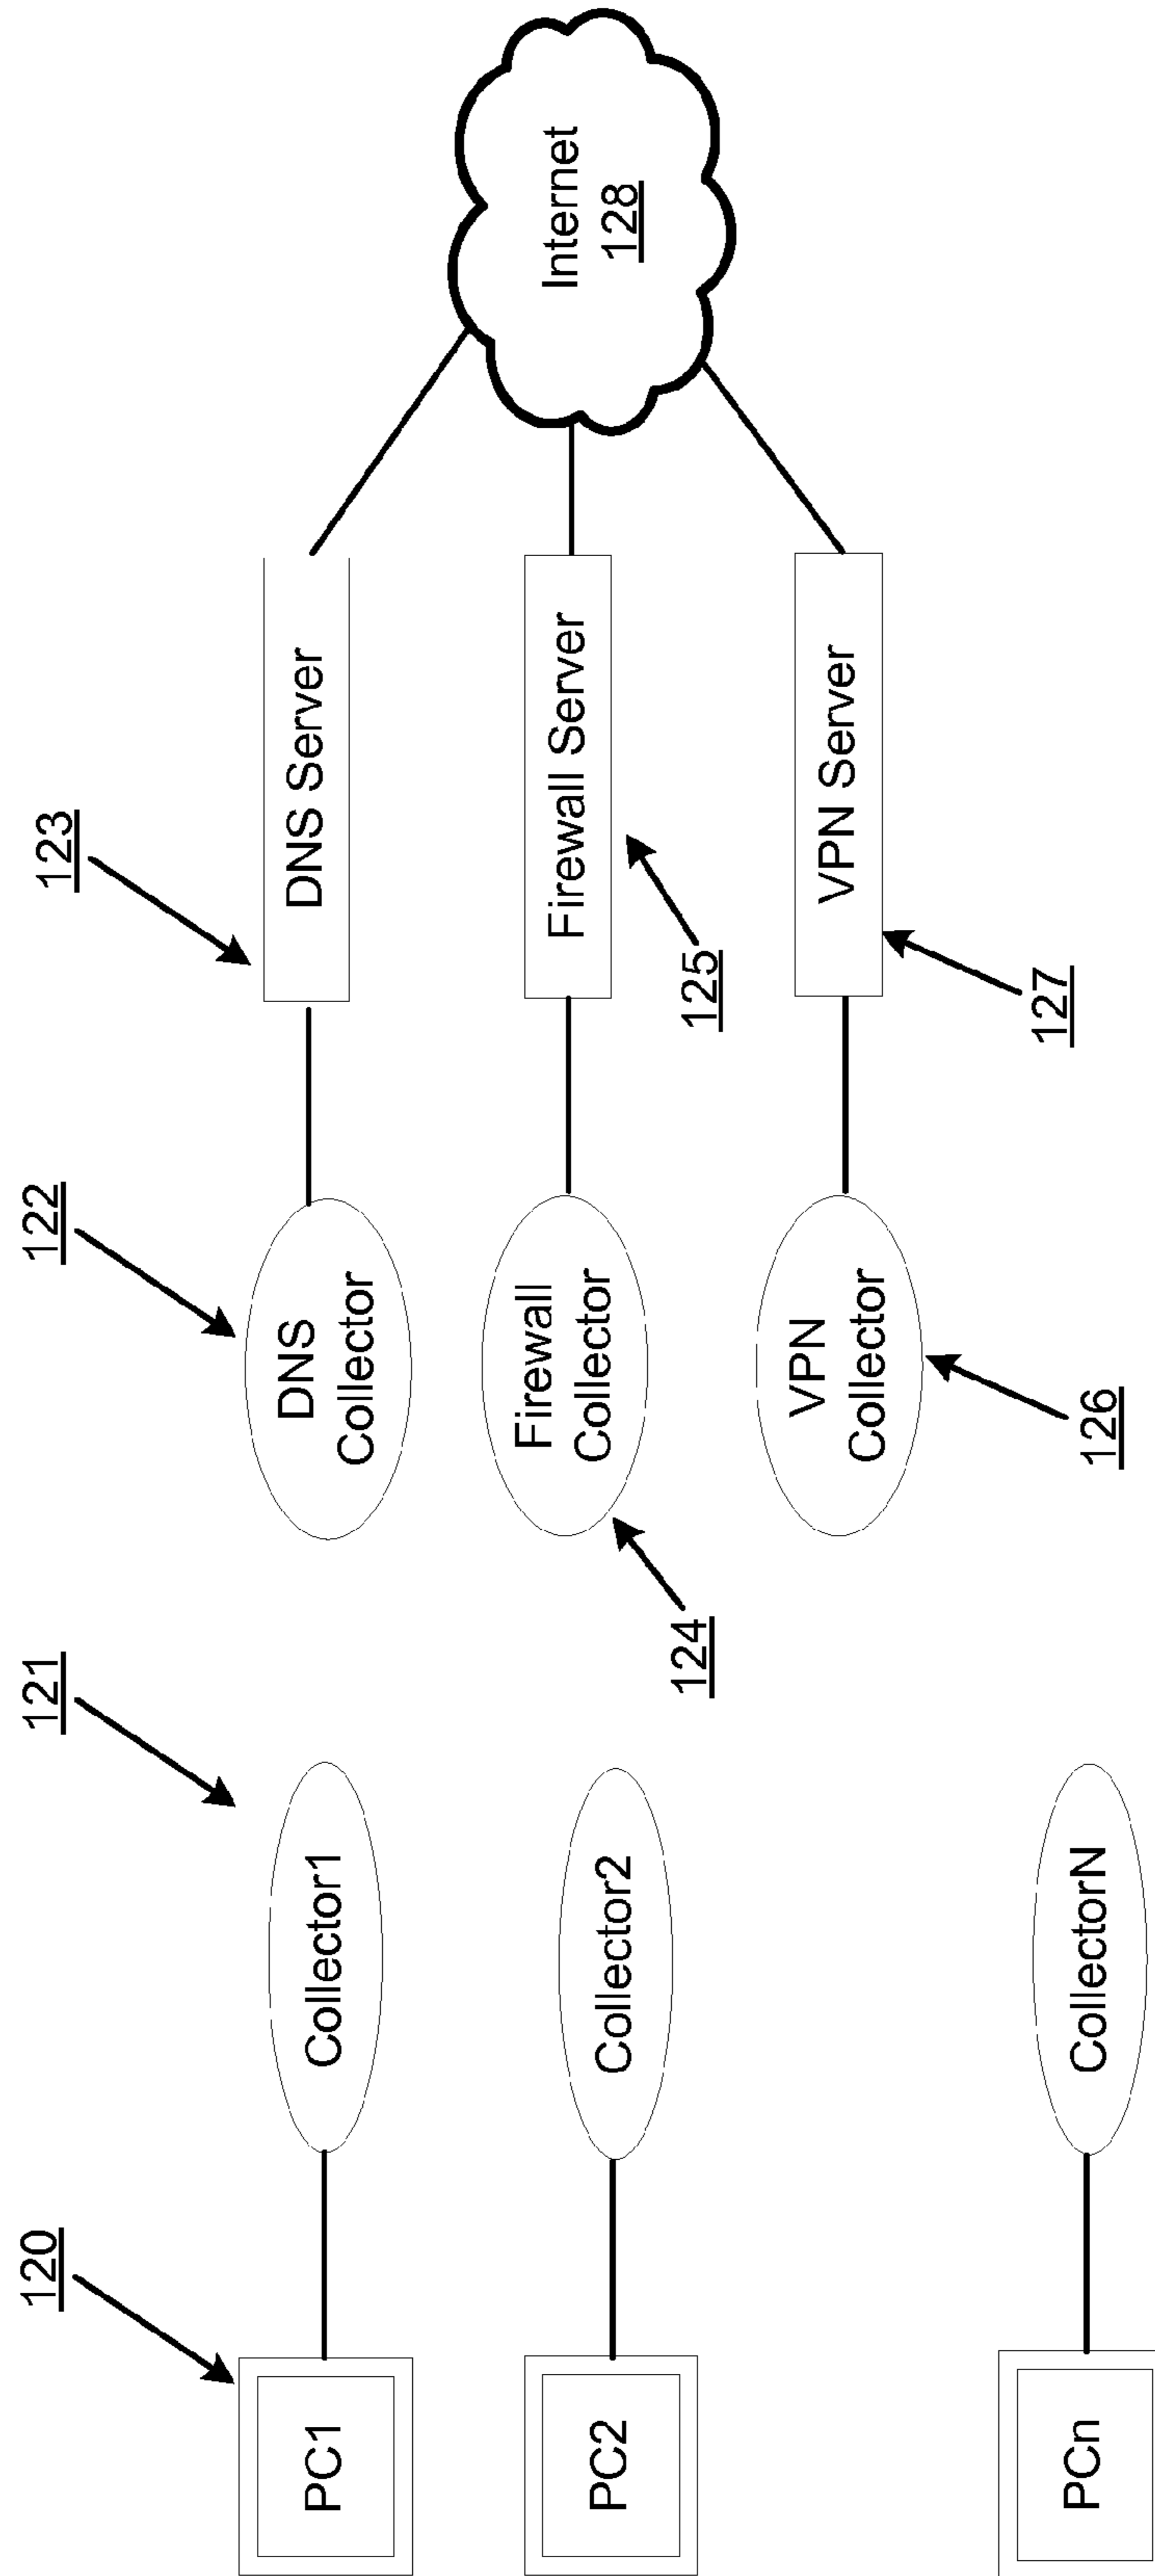 120
121
122
123
PC1
Collector1
DNS
Collector
DNS Server
Internet
128
PC2
Collector2
Firewall
Collector
Firewall Server
124
125
VPN
Collector
VPN Server
126
127
PCn
CollectorN